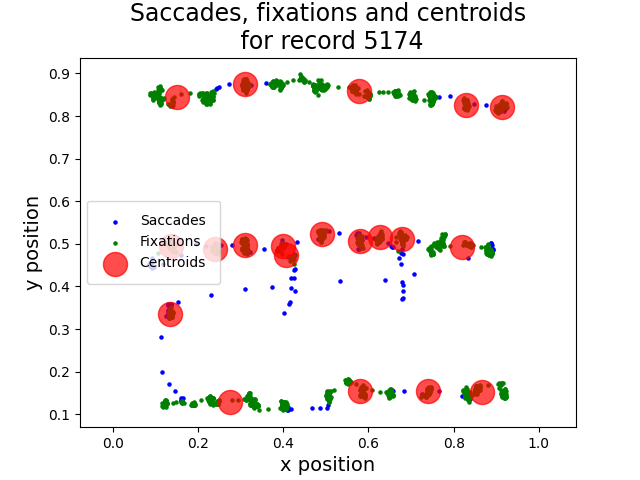 Saccades, fixations and centroids
for record 5174
y position
0.9
0.8
0.7
0.6
0.5
0.4
0.3
0.2
0.1
Saccades
Fixations
Centroids
0.0 0.2 0.4 0.6 0.8 1.0
x position